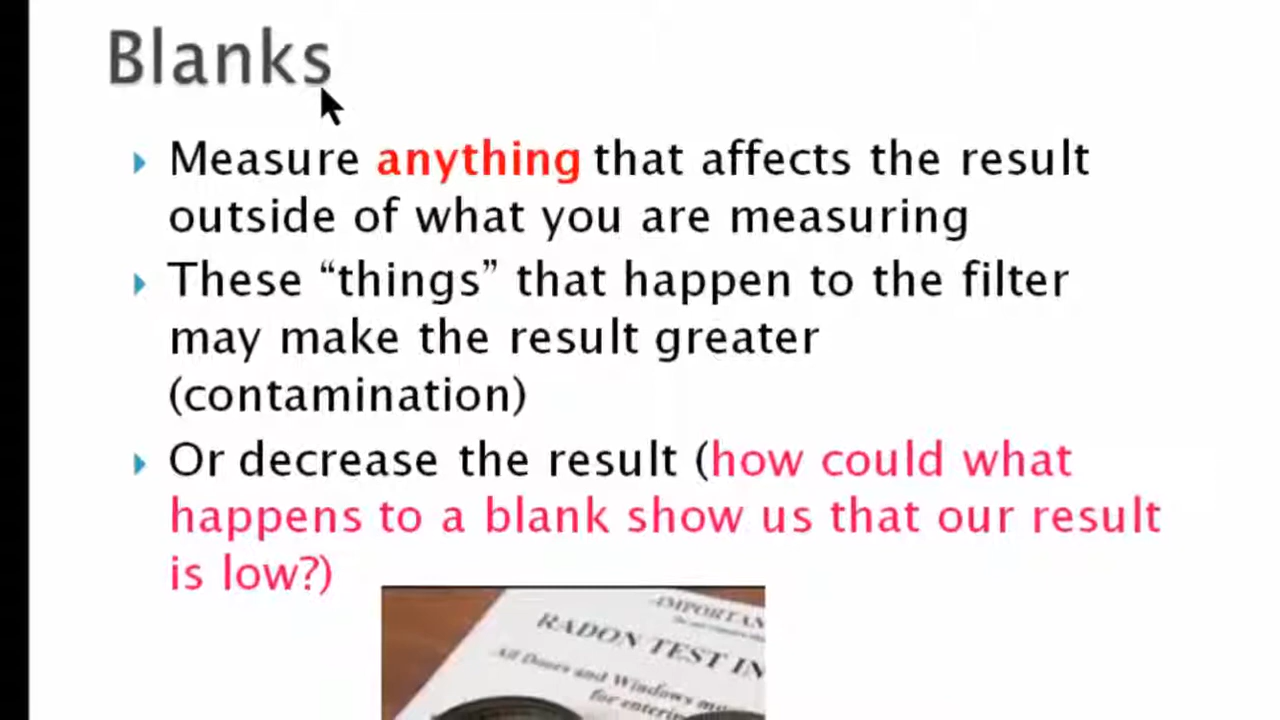 Blanks
Measure anything that affects the result
outside of what you are measuring
These “things” that happen to the filter
may make the result greater
(contamination)
Or decrease the result (how could what
happens to a blank show us that our result
is low?)
RADON TEST
All Doors and Windows
for